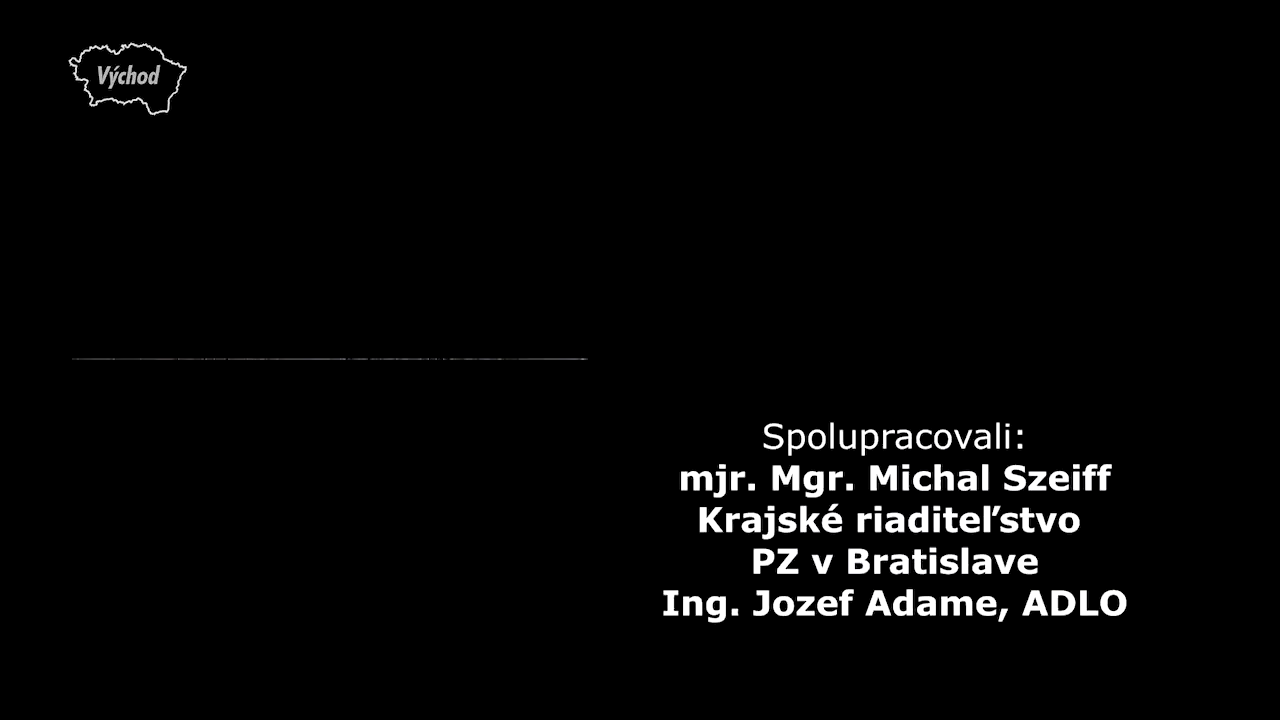 Východ
Spolupracovali:
mjr. Mgr. Michal Szeiff
Krajské riaditeľstvo
PZ v Bratislave
Ing. Jozef Adame, ADLO